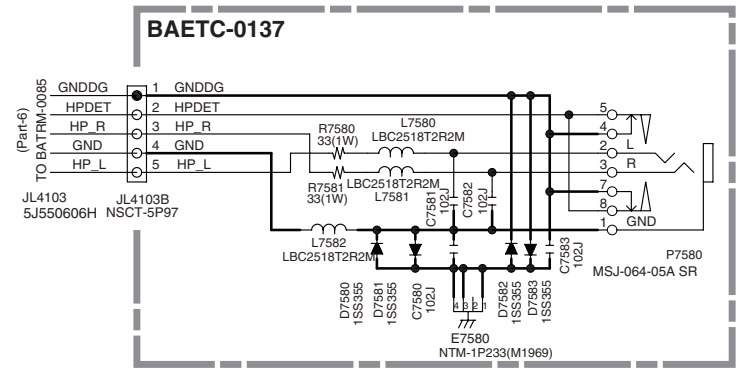 BAETC-0137
(Part-6)
TO BATRM-0085
GNDDG 1 GNDDG
HPDET 2 HPDET
HP_R 3 HP_R
GND 4 GND
HP_L 5 HP_L
JL4103
5J550606H
JL4103B
NSCT-5P97
R7580
33(1W)
L7580
LBC2518T2R2M
R7581
33(1W)
LBC2518T2R2M
L7581
C7581
102J
C7582
102J
L7582
LBC2518T2R2M
D7580
1SS355
D7581
1SS355
C7580
102J
4 3 2 1
E7580
NTM-1P233(M1969)
D7582
1SS355
D7583
1SS355
C7583
102J
5
4
2 L
3 R
7
8
1 GND
P7580
MSJ-064-05A SR